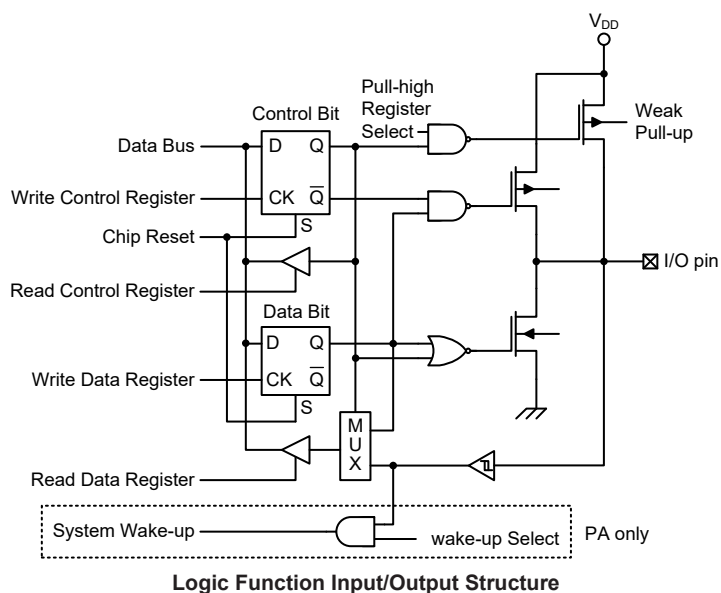 VDD
Pull-high
Register
Select
Weak
Pull-up
Control Bit
Data Bus
D Q
Write Control Register
CK Q
S
Chip Reset
I/O pin
Read Control Register
Data Bit
D Q
Write Data Register
CK Q
S
M
U
X
Read Data Register
System Wake-up
wake-up Select
PA only
Logic Function Input/Output Structure